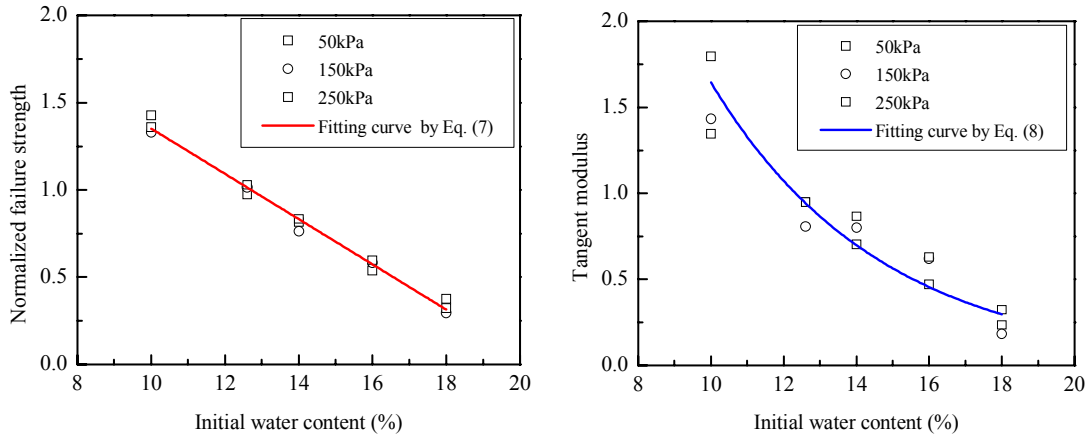 2.0
1.5
1.0
0.5
0.0
Normalized failure strength
50kPa
150kPa
250kPa
Fitting curve by Eq. (7)
8 10 12 14 16 18 20
Initial water content (%)
2.0
1.5
1.0
0.5
0.0
Tangent modulus
50kPa
150kPa
250kPa
Fitting curve by Eq. (8)
8 10 12 14 16 18 20
Initial water content (%)